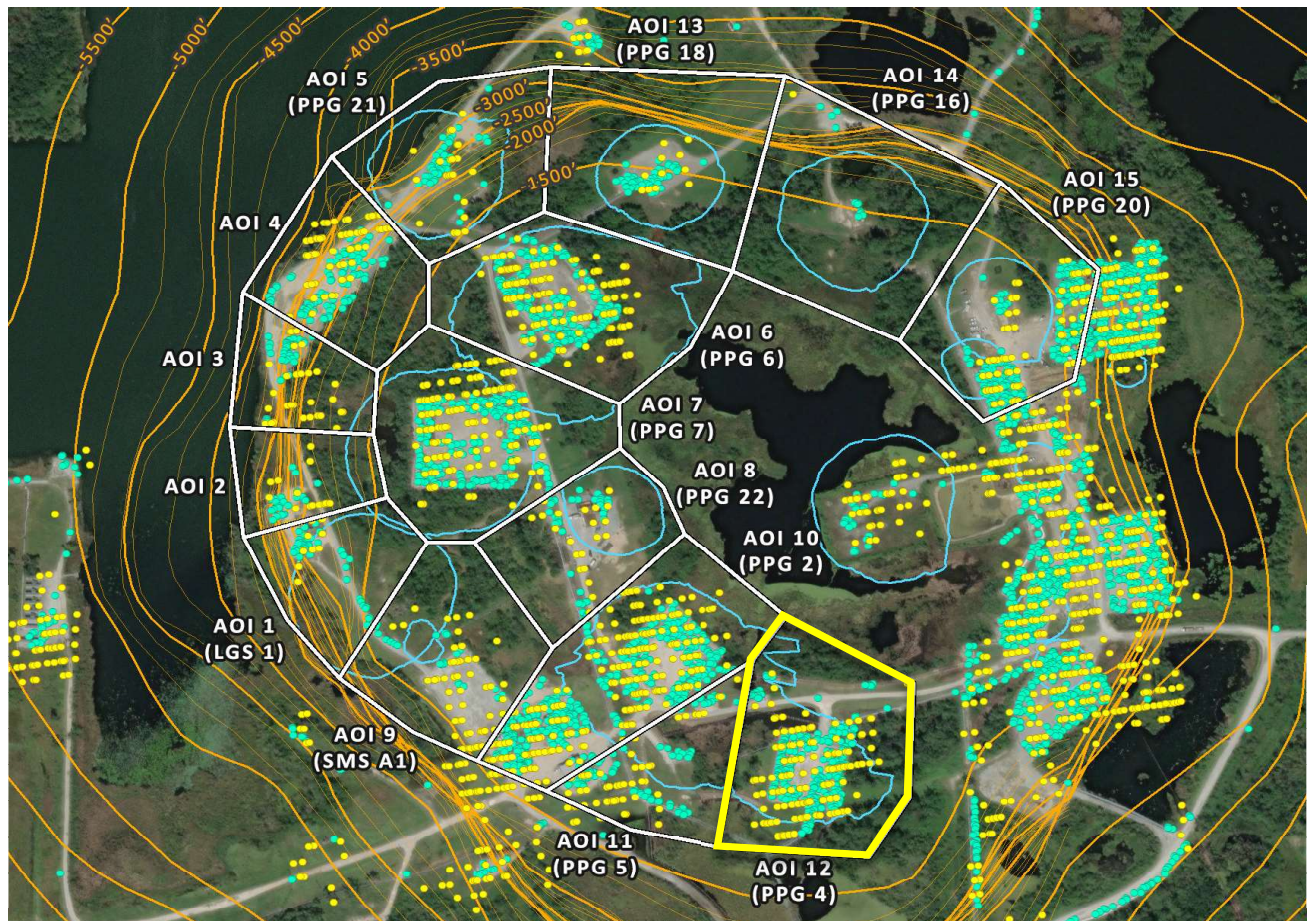 -5500'
-5000'
-4500'
-4000'
-3500'
-3000'
-2500'
-2000'
-1500'
AOI 13
(PPG 18)
AOI 14
(PPG 16)
AOI 5
(PPG 21)
AOI 15
(PPG 20)
AOI 4
AOI 3
AOI 6
(PPG 6)
AOI 7
(PPG 7)
AOI 2
AOI 8
(PPG 22)
AOI 10
(PPG 2)
AOI 1
(LGS 1)
AOI 9
(SMS A1)
AOI 11
(PPG 5)
AOI 12
(PPG 4)